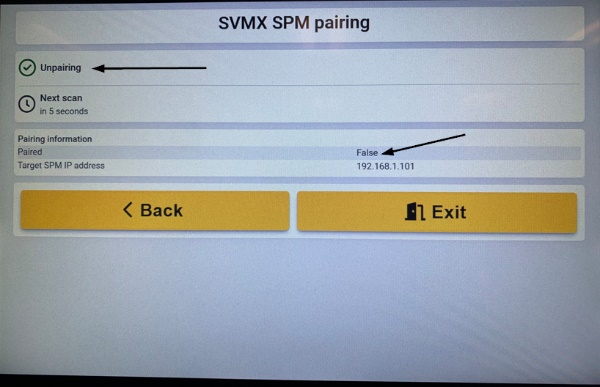 SVMX SPM pairing
Unpairing
Next scan
in 5 seconds
Pairing information
Paired False
Target SPM IP address 192.168.1.101
Back
Exit